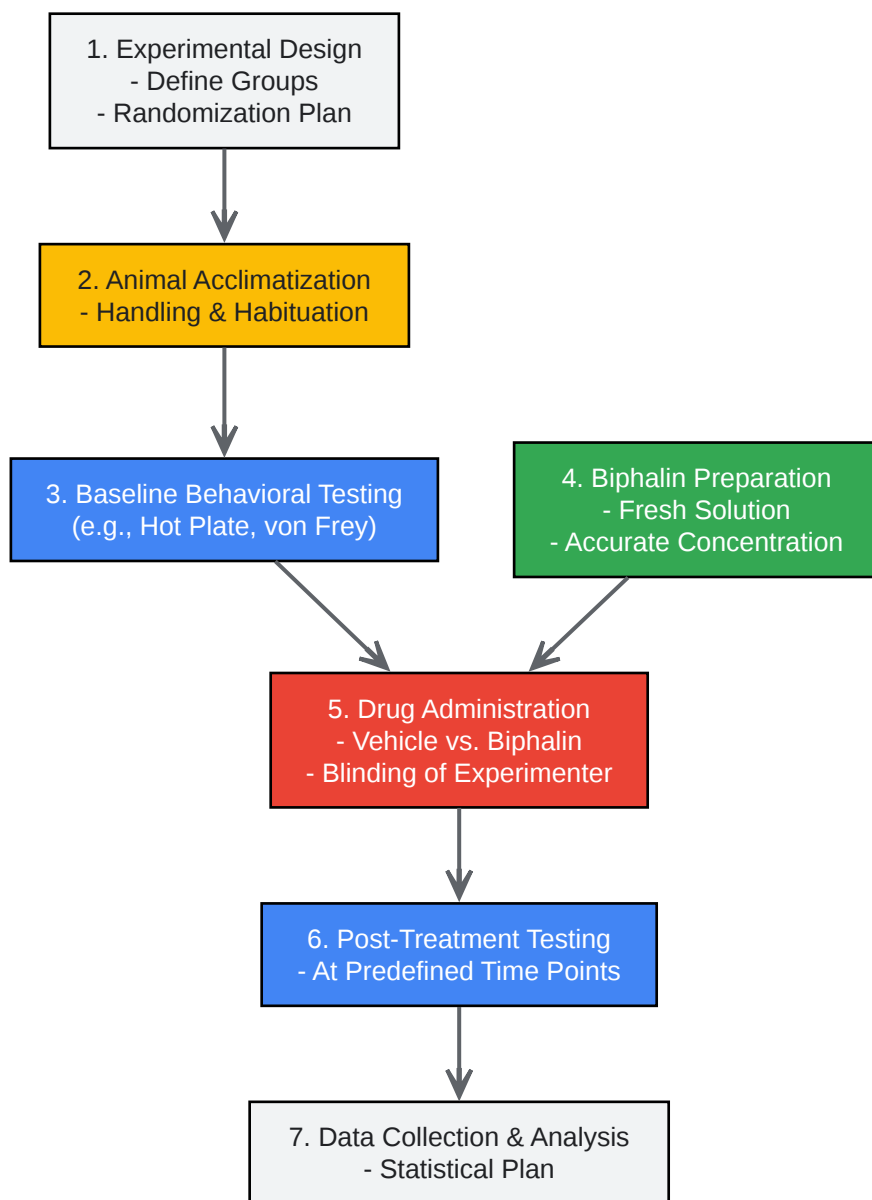 1. Experimental Design
- Define Groups
- Randomization Plan
2. Animal Acclimatization
- Handling & Habituation
3. Baseline Behavioral Testing
(e.g., Hot Plate, von Frey)
4. Biphalin Preparation
- Fresh Solution
- Accurate Concentration
5. Drug Administration
- Vehicle vs. Biphalin
- Blinding of Experimenter
6. Post-Treatment Testing
- At Predefined Time Points
7. Data Collection & Analysis
- Statistical Plan